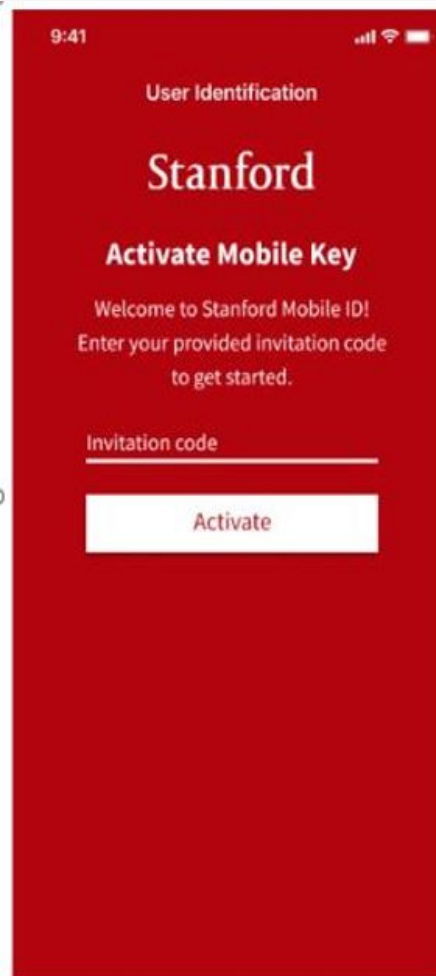 9:41
User Identification
Stanford
Activate Mobile Key
Welcome to Stanford Mobile ID!
Enter your provided invitation code
to get started.
Invitation code
Activate